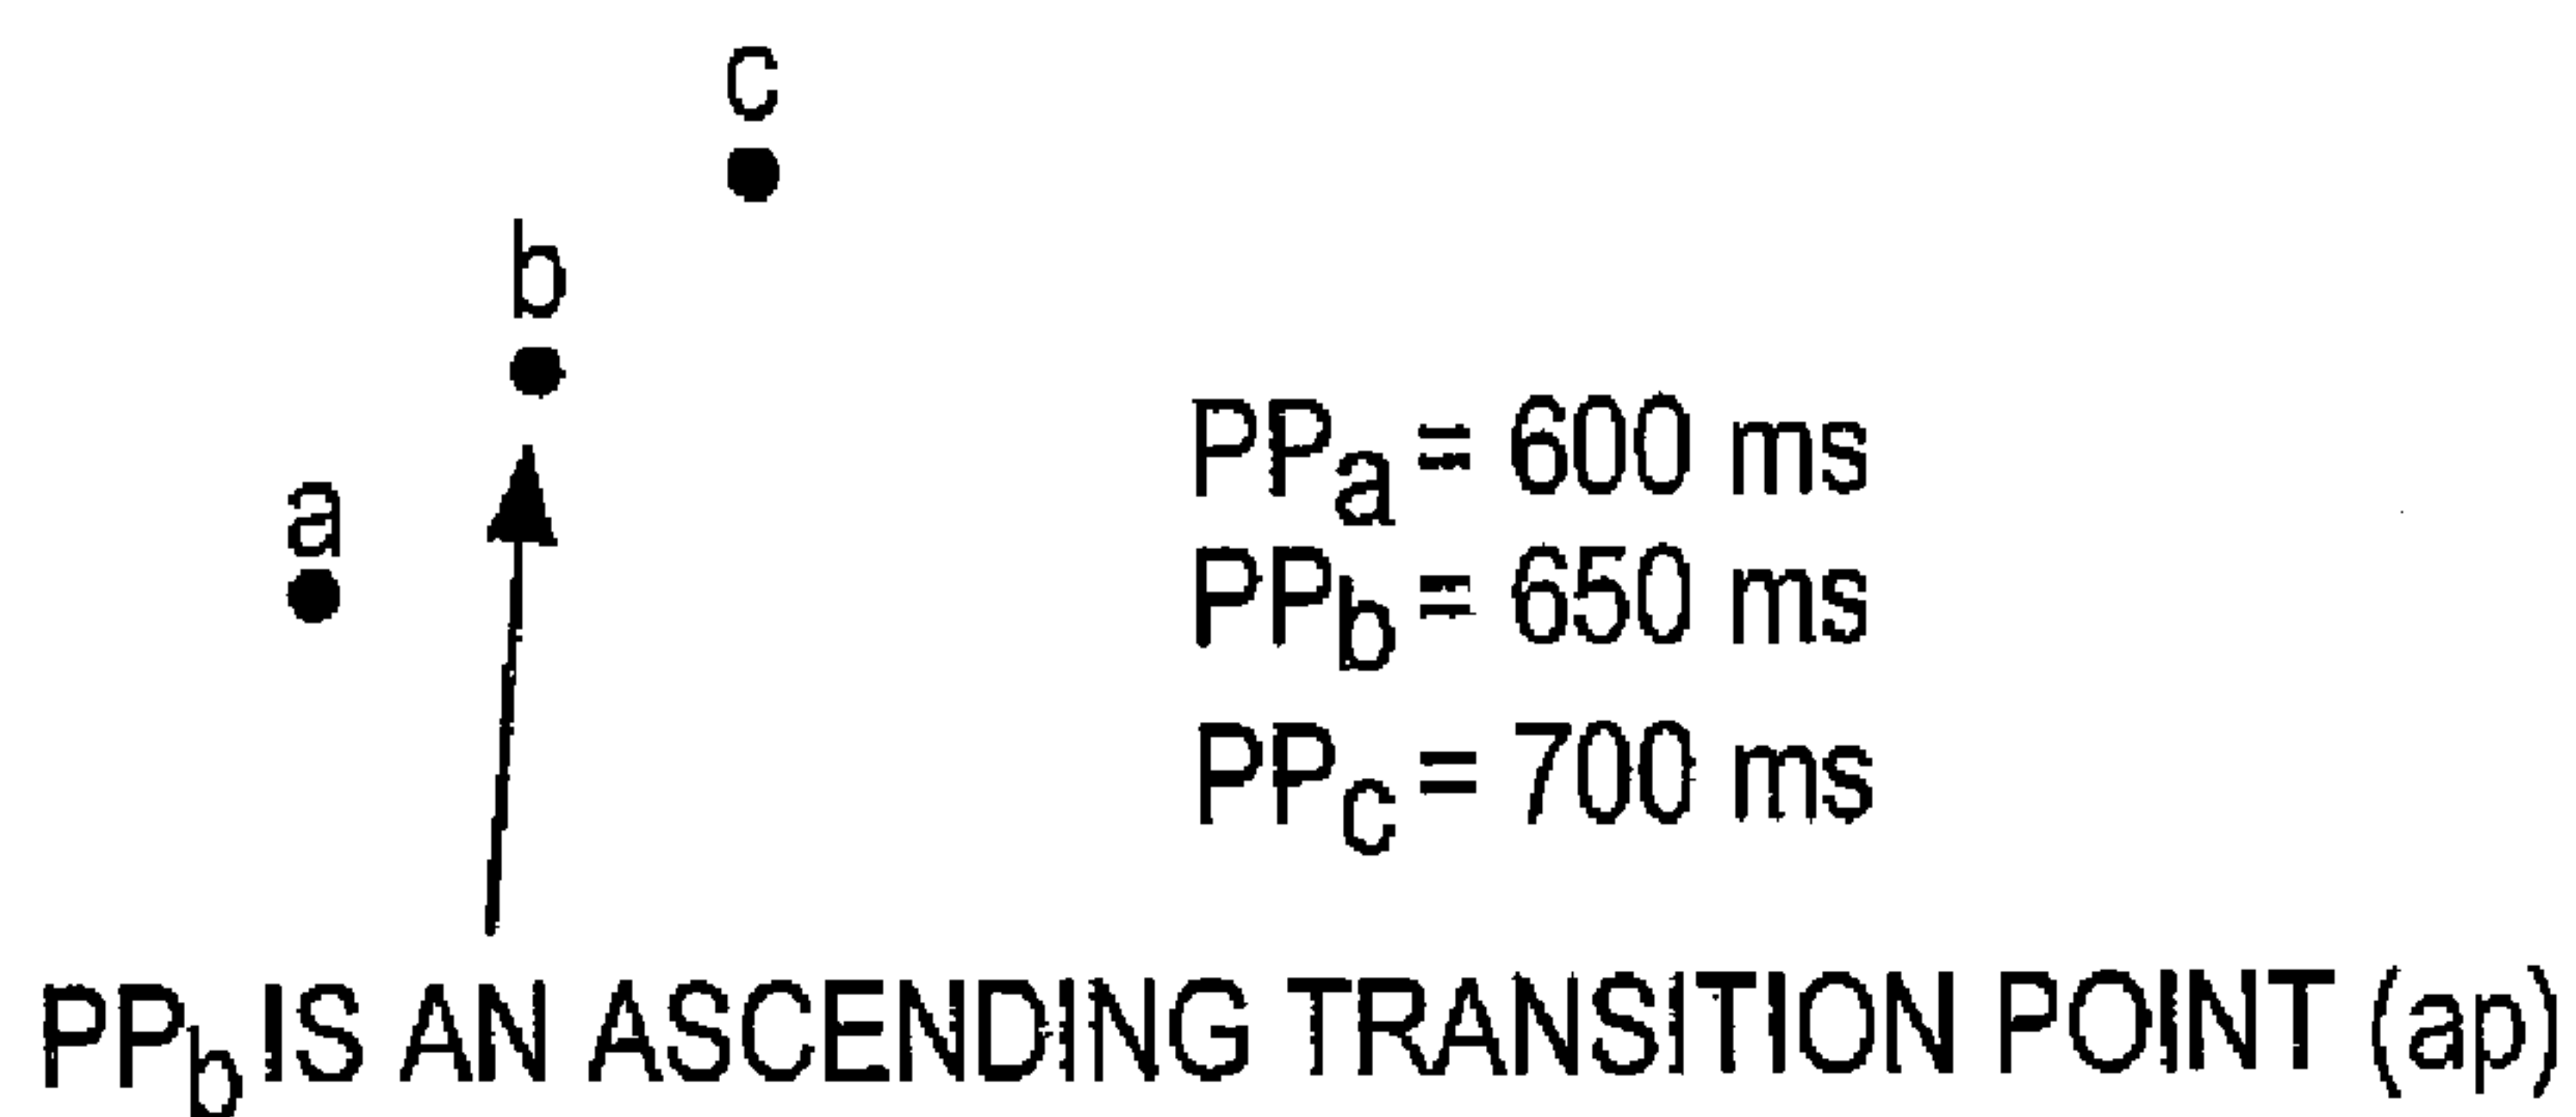 c
b
a
PPa = 600 ms
PPb = 650 ms
PPc = 700 ms
PPb IS AN ASCENDING TRANSITION POINT (ap)